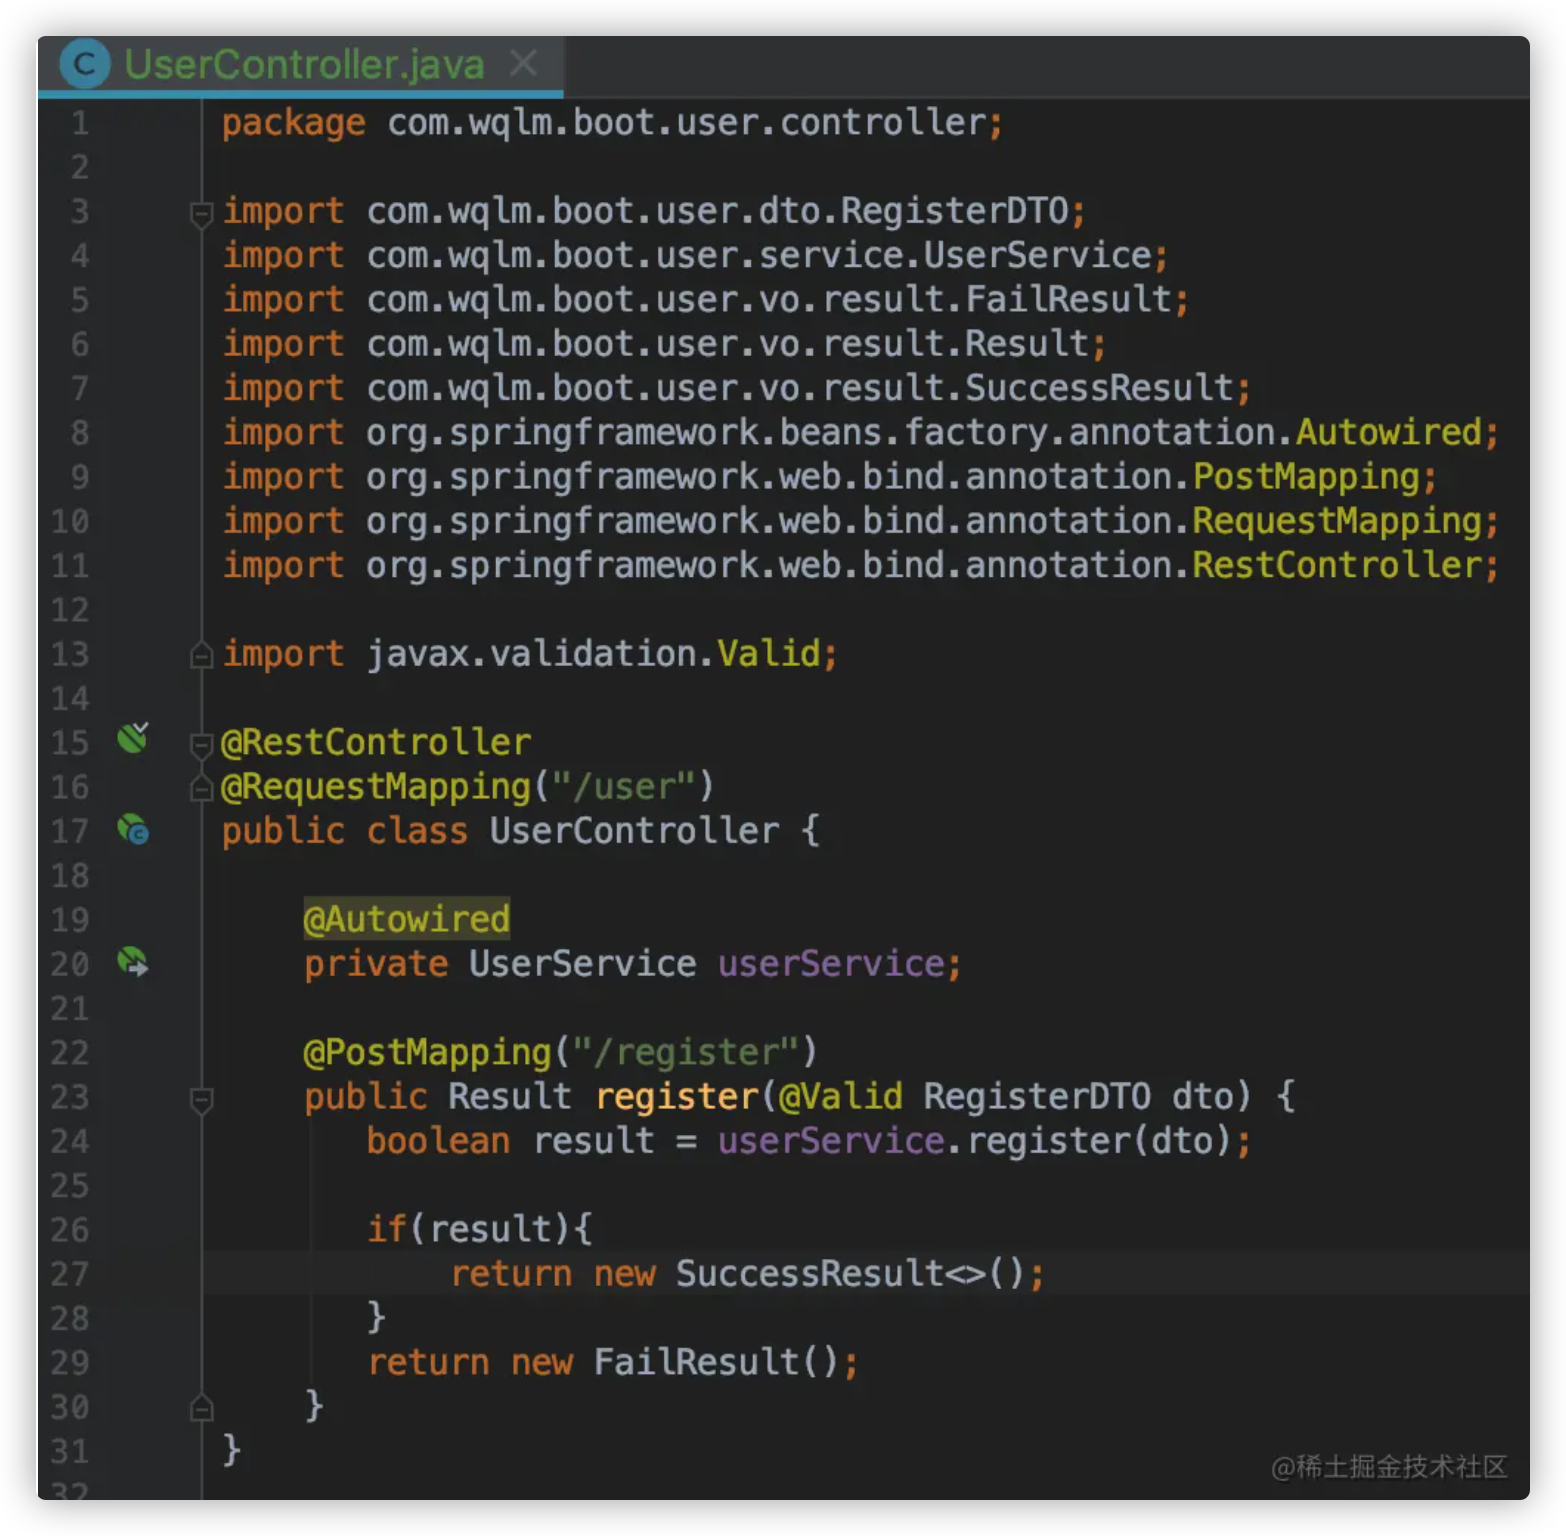 C UserController.java
1 package com.wqlm.boot.user.controller;
2
3 import com.wqlm.boot.user.dto.RegisterDTO;
4 import com.wqlm.boot.user.service.UserService;
5 import com.wqlm.boot.user.vo.result.FailResult;
6 import com.wqlm.boot.user.vo.result.Result;
7 import com.wqlm.boot.user.vo.result.SuccessResult;
8 import org.springframework.beans.factory.annotation.Autowired;
9 import org.springframework.web.bind.annotation.PostMapping;
10 import org.springframework.web.bind.annotation.RequestMapping;
11 import org.springframework.web.bind.annotation.RestController;
12
13 import javax.validation.Valid;
14
15 @RestController
16 @RequestMapping("/user")
17 public class UserController {
18
19     @Autowired
20     private UserService userService;
21
22     @PostMapping("/register")
23     public Result register(@Valid RegisterDTO dto) {
24        boolean result = userService.register(dto);
25
26        if(result){
27            return new SuccessResult<>();
28        }
29        return new FailResult();
30     }
31 }
32
@稀土掘金技术社区